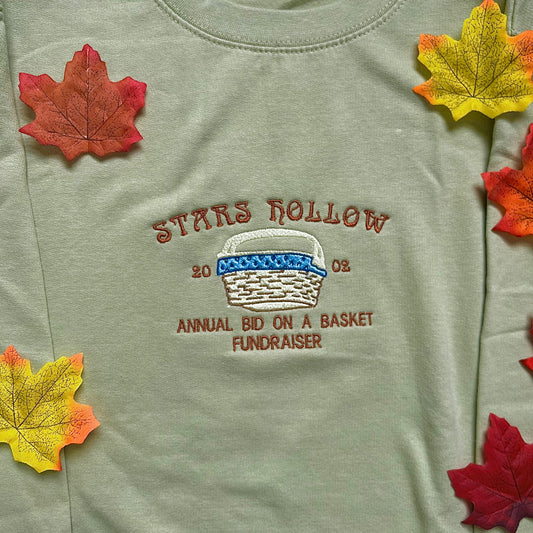 STARS HOLLOW
20 02
ANNUAL BID ON A BASKET
FUNDRAISER